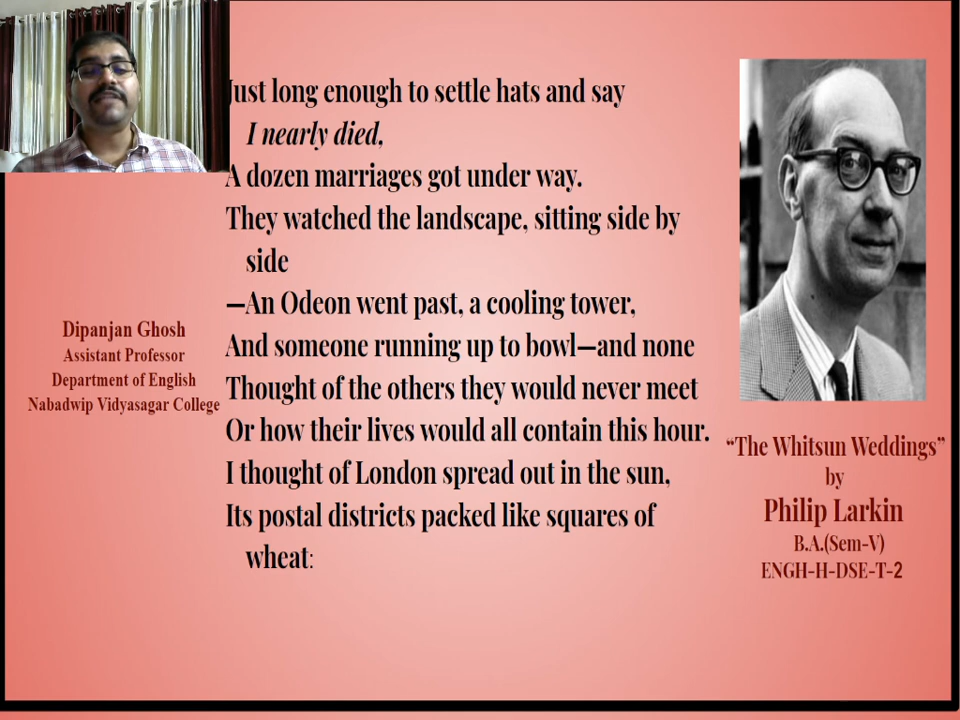 Just long enough to settle hats and say
I nearly died,
A dozen marriages got under way.
They watched the landscape, sitting side by
side
—An Odeon went past, a cooling tower,
And someone running up to bowl—and none
Thought of the others they would never meet
Or how their lives would all contain this hour.
I thought of London spread out in the sun,
Its postal districts packed like squares of
wheat:
Dipanjan Ghosh
Assistant Professor
Department of English
Nabadwip Vidyasagar College
“The Whitsun Weddings”
by
Philip Larkin
B.A.(Sem-V)
ENGH-H-DSE-T-2